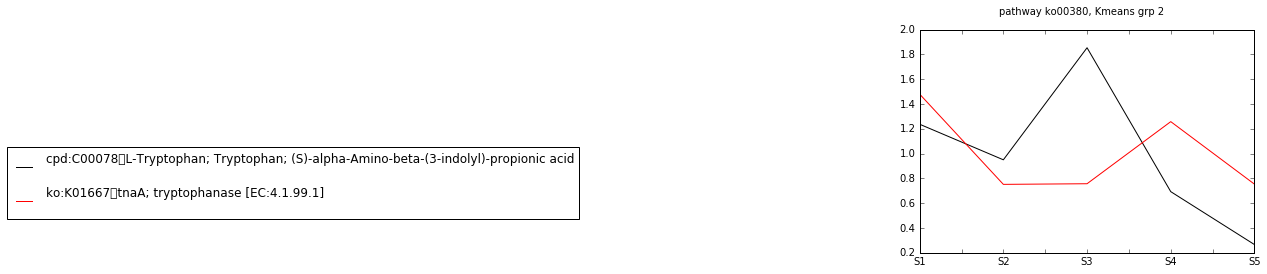 pathway ko00380, Kmeans grp 2
2.0
1.8
1.6
1.4
1.2
1.0
0.8
0.6
0.4
0.2
S1 S2 S3 S4 S5
cpd:C00078▯L-Tryptophan; Tryptophan; (S)-alpha-Amino-beta-(3-indolyl)-propionic acid
ko:K01667▯tnaA; tryptophanase [EC:4.1.99.1]